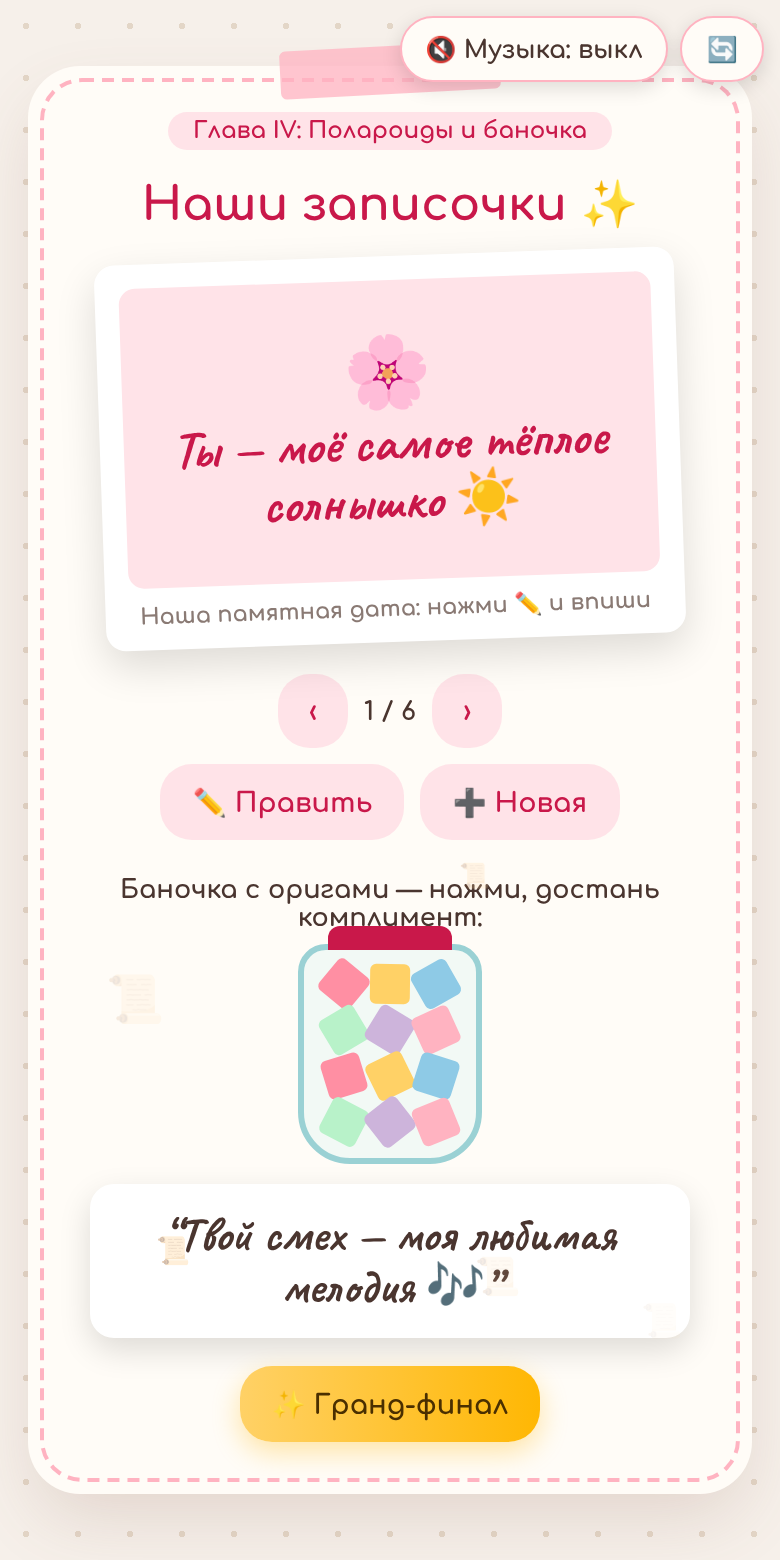 🔇 Музыка: выкл
Глава IV: Полароиды и баночка
Наши записочки ✨
Ты — моё самое тёплое
солнышко ☀️
Наша памятная дата: нажми ✏️ и впиши
‹ 1 / 6 ›
✏️ Править ➕ Новая
Баночка с оригами — нажми, достань
комплимент:
“Твой смех — моя любимая
мелодия 🎶”
✨ Гранд-финал